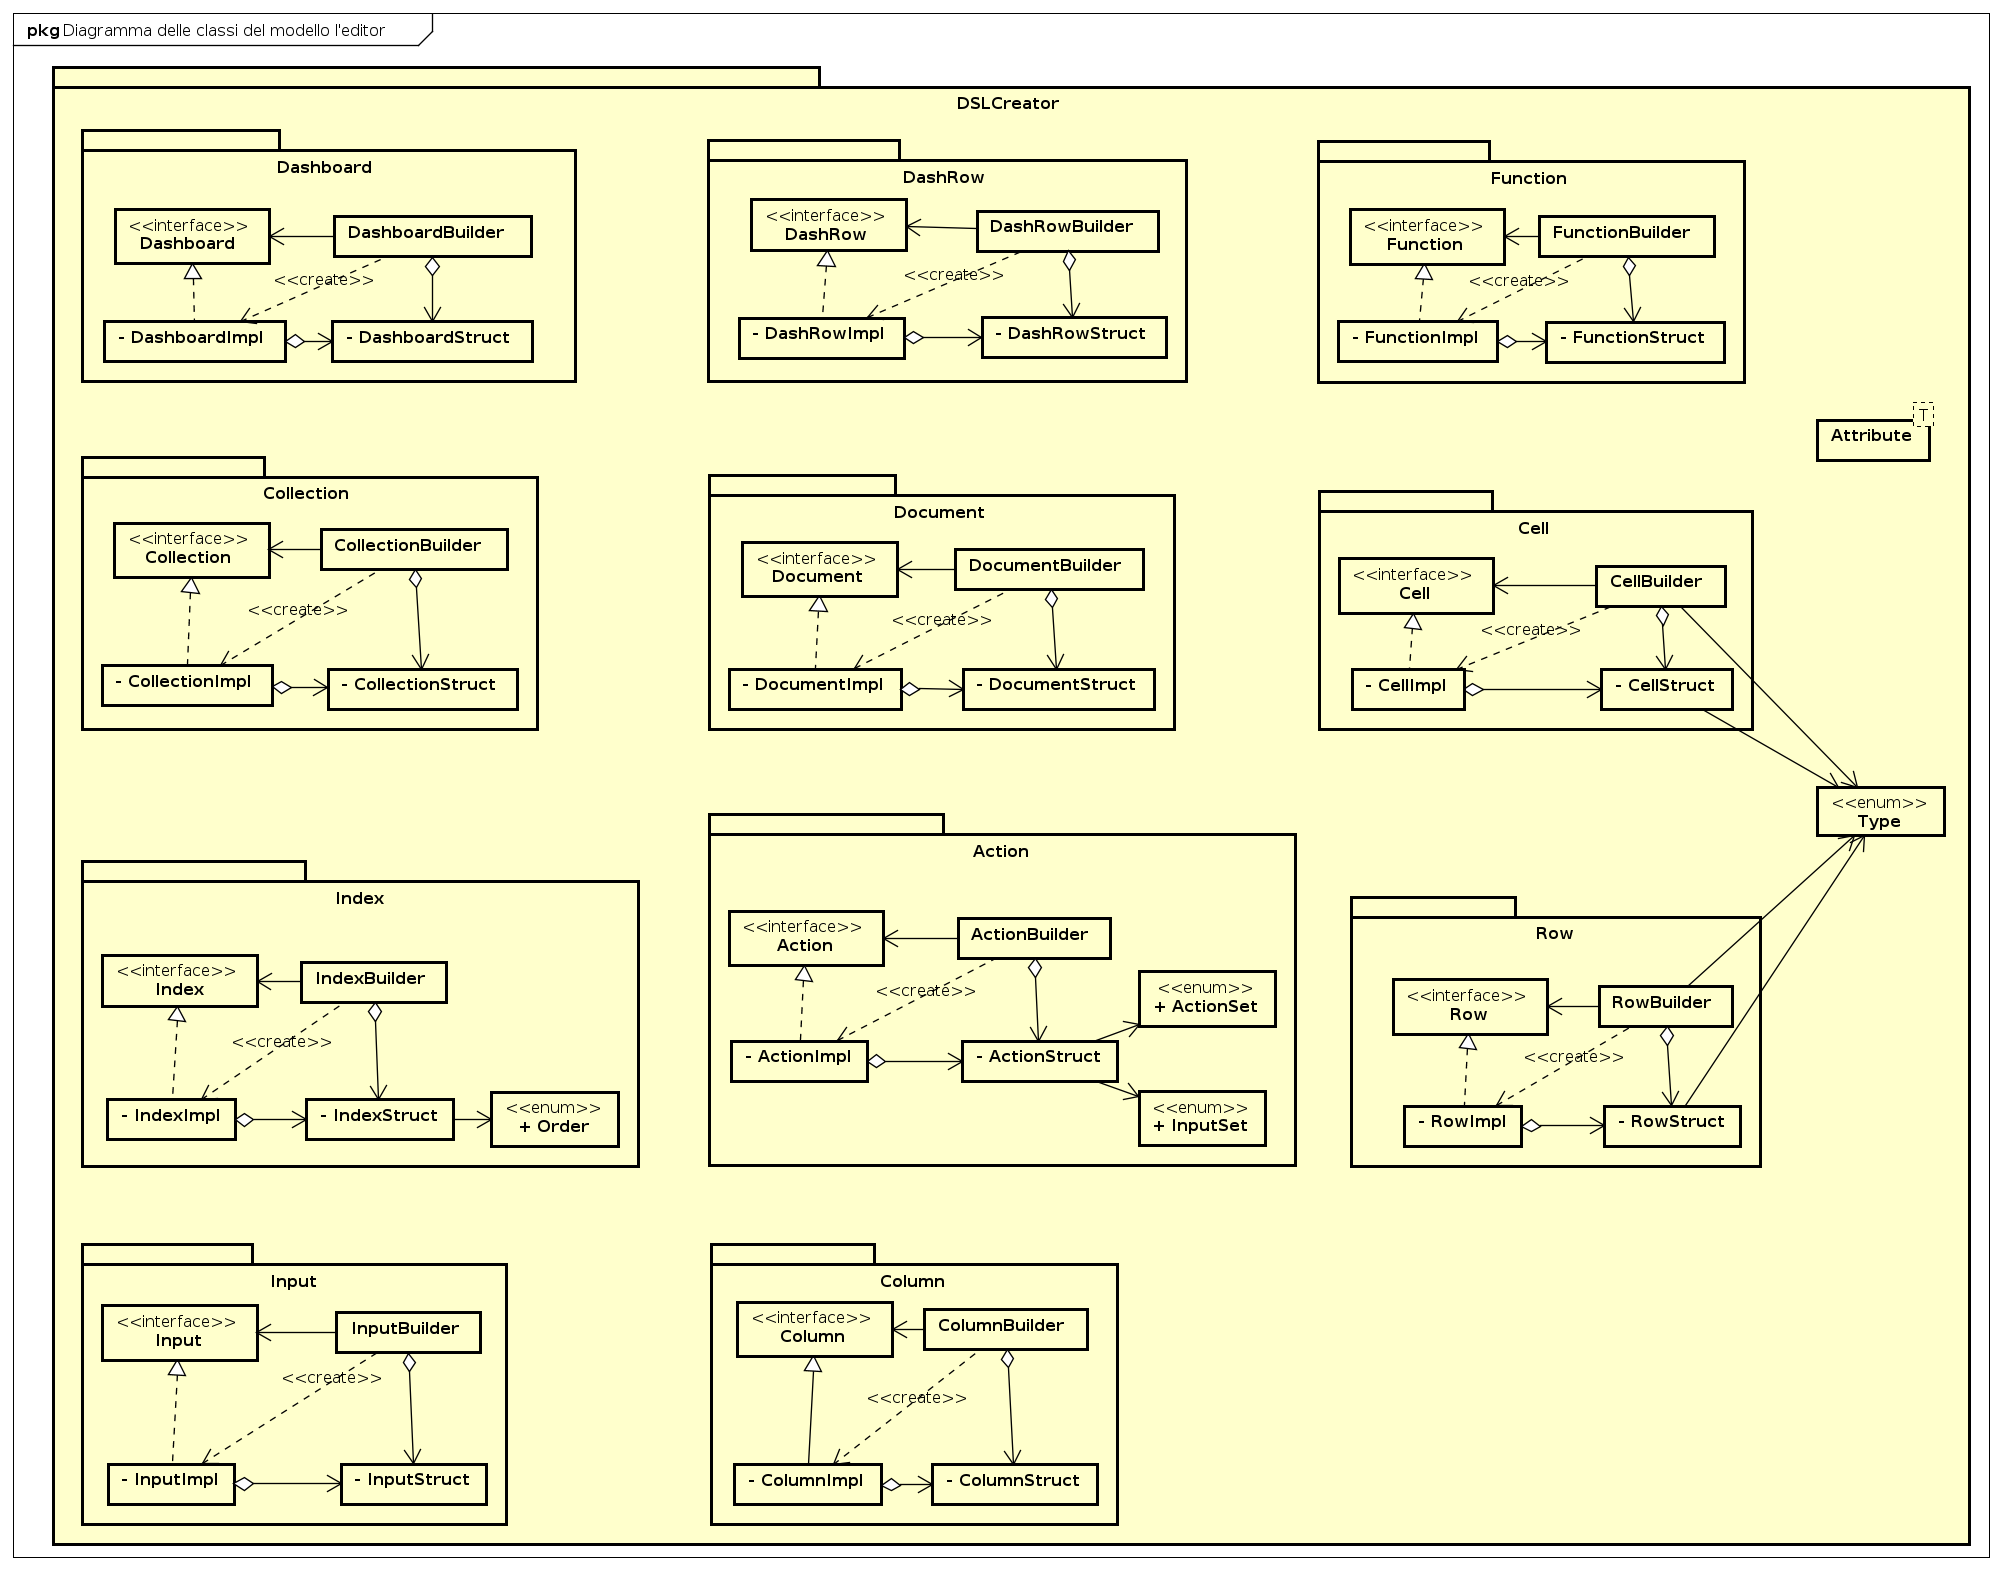 pkg Diagramma delle classi del modello l'editor
DSLCreator
Dashboard
<<interface>>
Dashboard
DashboardBuilder
<<create>>
- DashboardImpl
- DashboardStruct
DashRow
<<interface>>
DashRow
DashRowBuilder
<<create>>
- DashRowImpl
- DashRowStruct
Function
<<interface>>
Function
FunctionBuilder
<<create>>
- FunctionImpl
- FunctionStruct
T
Attribute
Collection
<<interface>>
Collection
CollectionBuilder
<<create>>
- CollectionImpl
- CollectionStruct
Document
<<interface>>
Document
DocumentBuilder
<<create>>
- DocumentImpl
- DocumentStruct
Cell
<<interface>>
Cell
CellBuilder
<<create>>
- CellImpl
- CellStruct
<<enum>>
Type
Index
<<interface>>
Index
IndexBuilder
<<create>>
- IndexImpl
- IndexStruct
<<enum>>
+ Order
Action
<<interface>>
Action
ActionBuilder
<<create>>
<<enum>>
+ ActionSet
- ActionImpl
- ActionStruct
<<enum>>
+ InputSet
Row
<<interface>>
Row
RowBuilder
<<create>>
- RowImpl
- RowStruct
Input
<<interface>>
Input
InputBuilder
<<create>>
- InputImpl
- InputStruct
Column
<<interface>>
Column
ColumnBuilder
<<create>>
- ColumnImpl
- ColumnStruct